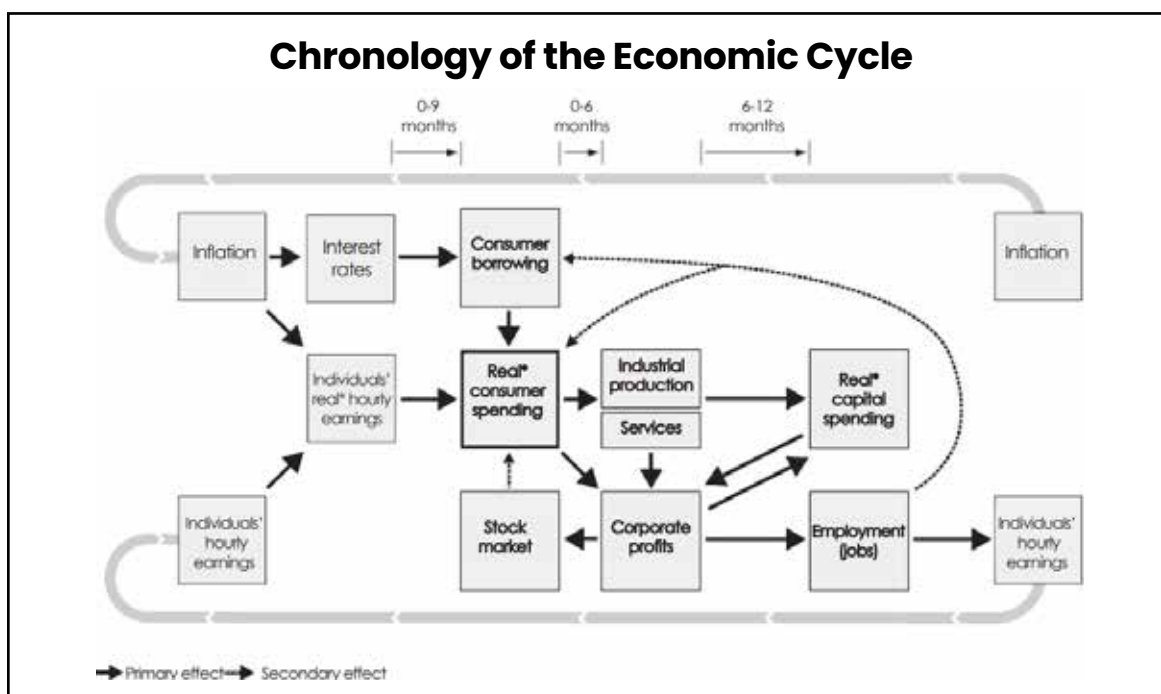 Chronology of the Economic Cycle
0-9
months
0-6
months
6-12
months
Inflation
Interest
rates
Consumer
borrowing
Inflation
Individuals'
real* hourly
earnings
Real*
consumer
spending
Industrial
production
Services
Real*
capital
spending
Individuals'
hourly
earnings
Stock
market
Corporate
profits
Employment
(jobs)
Individuals'
hourly
earnings
Primary effect
Secondary effect